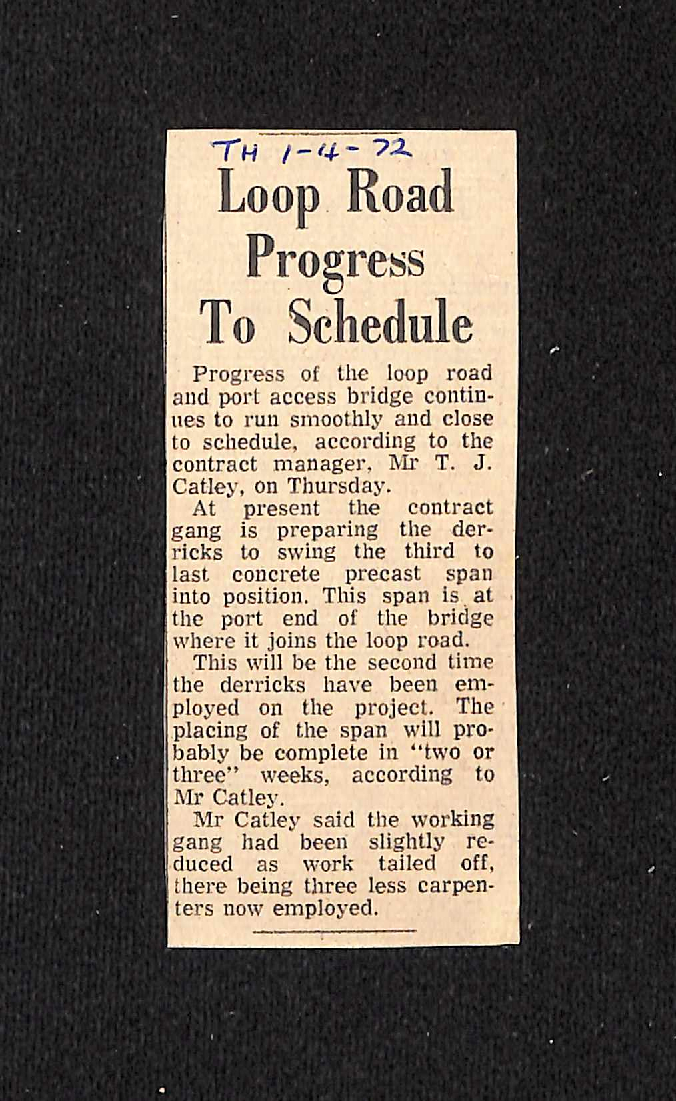 TH 1-4-72
Loop Road
Progress
To Schedule
Progress of the loop road
and port access bridge contin-
ues to run smoothly and close
to schedule, according to the
contract manager, Mr T. J.
Catley, on Thursday.
At present the contract
gang is preparing the der-
ricks to swing the third to
last concrete precast span
into position. This span is at
the port end of the bridge
where it joins the loop road.
This will be the second time
the derricks have been em-
ployed on the project. The
placing of the span will pro-
bably be complete in "two or
three" weeks, according to
Mr Catley.
Mr Catley said the working
gang had been slightly re-
duced as work tailed off,
there being three less carpen-
ters now employed.